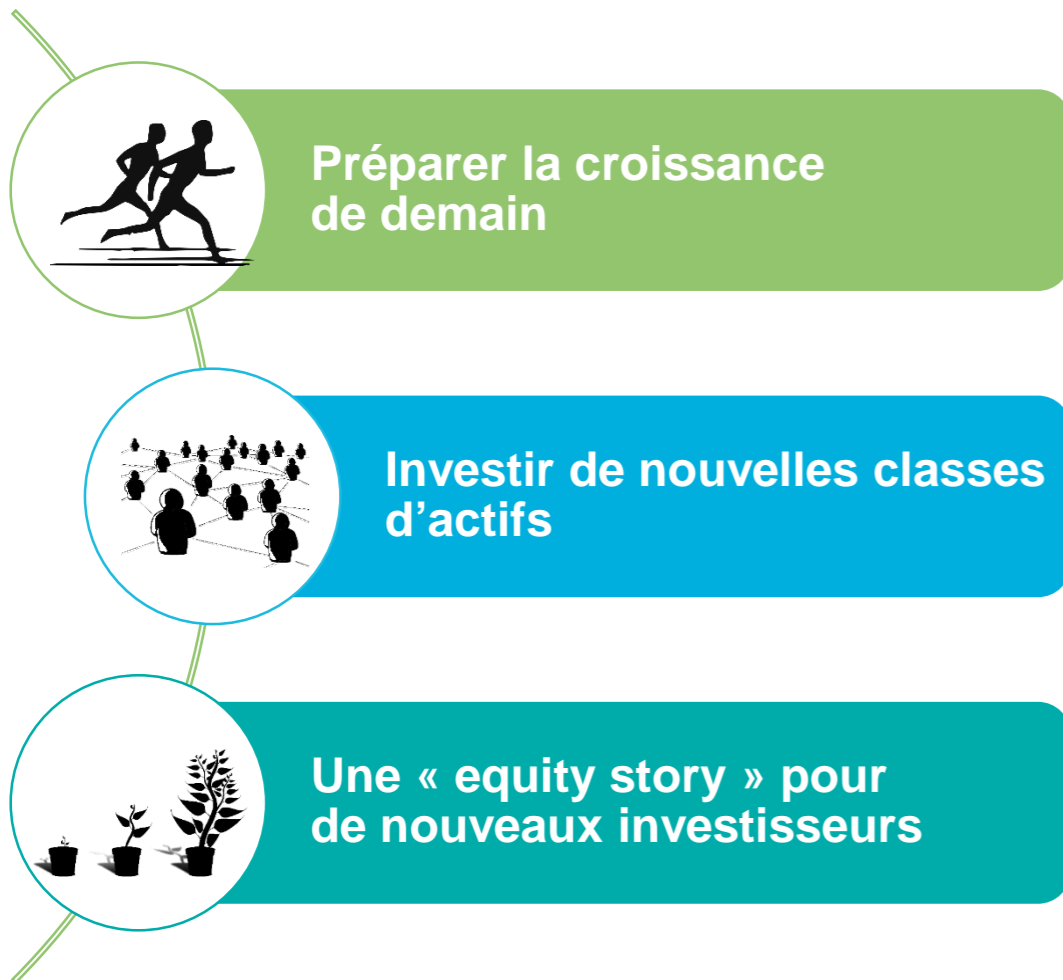 Préparer la croissance
de demain
Investir de nouvelles classes
d’actifs
Une « equity story » pour
de nouveaux investisseurs